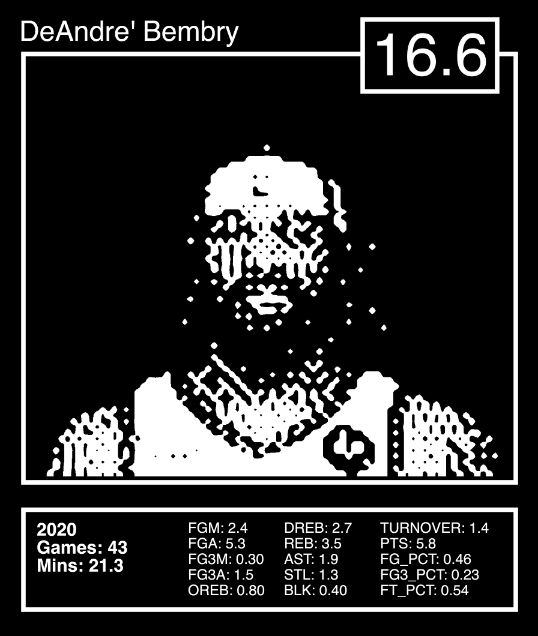 DeAndre' Bembry
16.6
2020
Games: 43
Mins: 21.3
FGM: 2.4
FGA: 5.3
FG3M: 0.30
FG3A: 1.5
OREB: 0.80
DREB: 2.7
REB: 3.5
AST: 1.9
STL: 1.3
BLK: 0.40
TURNOVER: 1.4
PTS: 5.8
FG_PCT: 0.46
FG3_PCT: 0.23
FT_PCT: 0.54